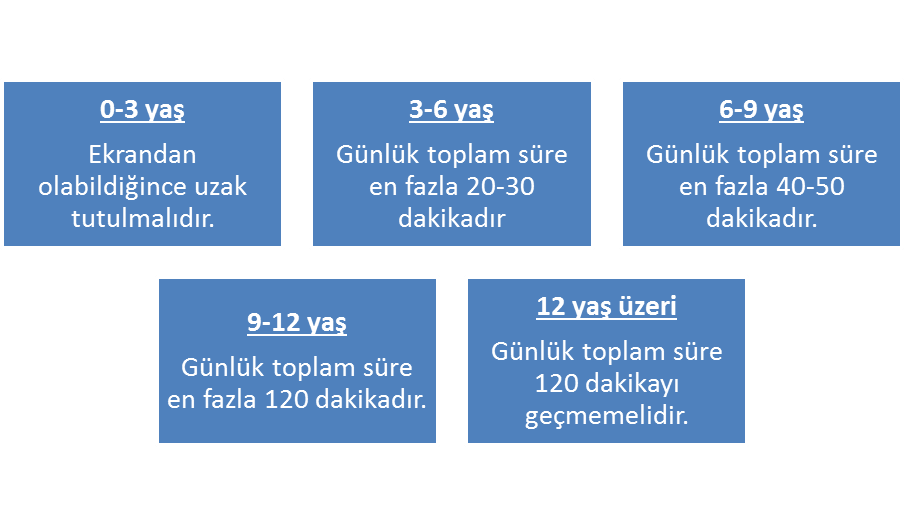 0-3 yaş
Ekrandan
olabildiğince uzak
tutulmalıdır.
3-6 yaş
Günlük toplam süre
en fazla 20-30
dakikadır
6-9 yaş
Günlük toplam süre
en fazla 40-50
dakikadır.
9-12 yaş
Günlük toplam süre
en fazla 120 dakikadır.
12 yaş üzeri
Günlük toplam süre
120 dakikayı
geçmemelidir.